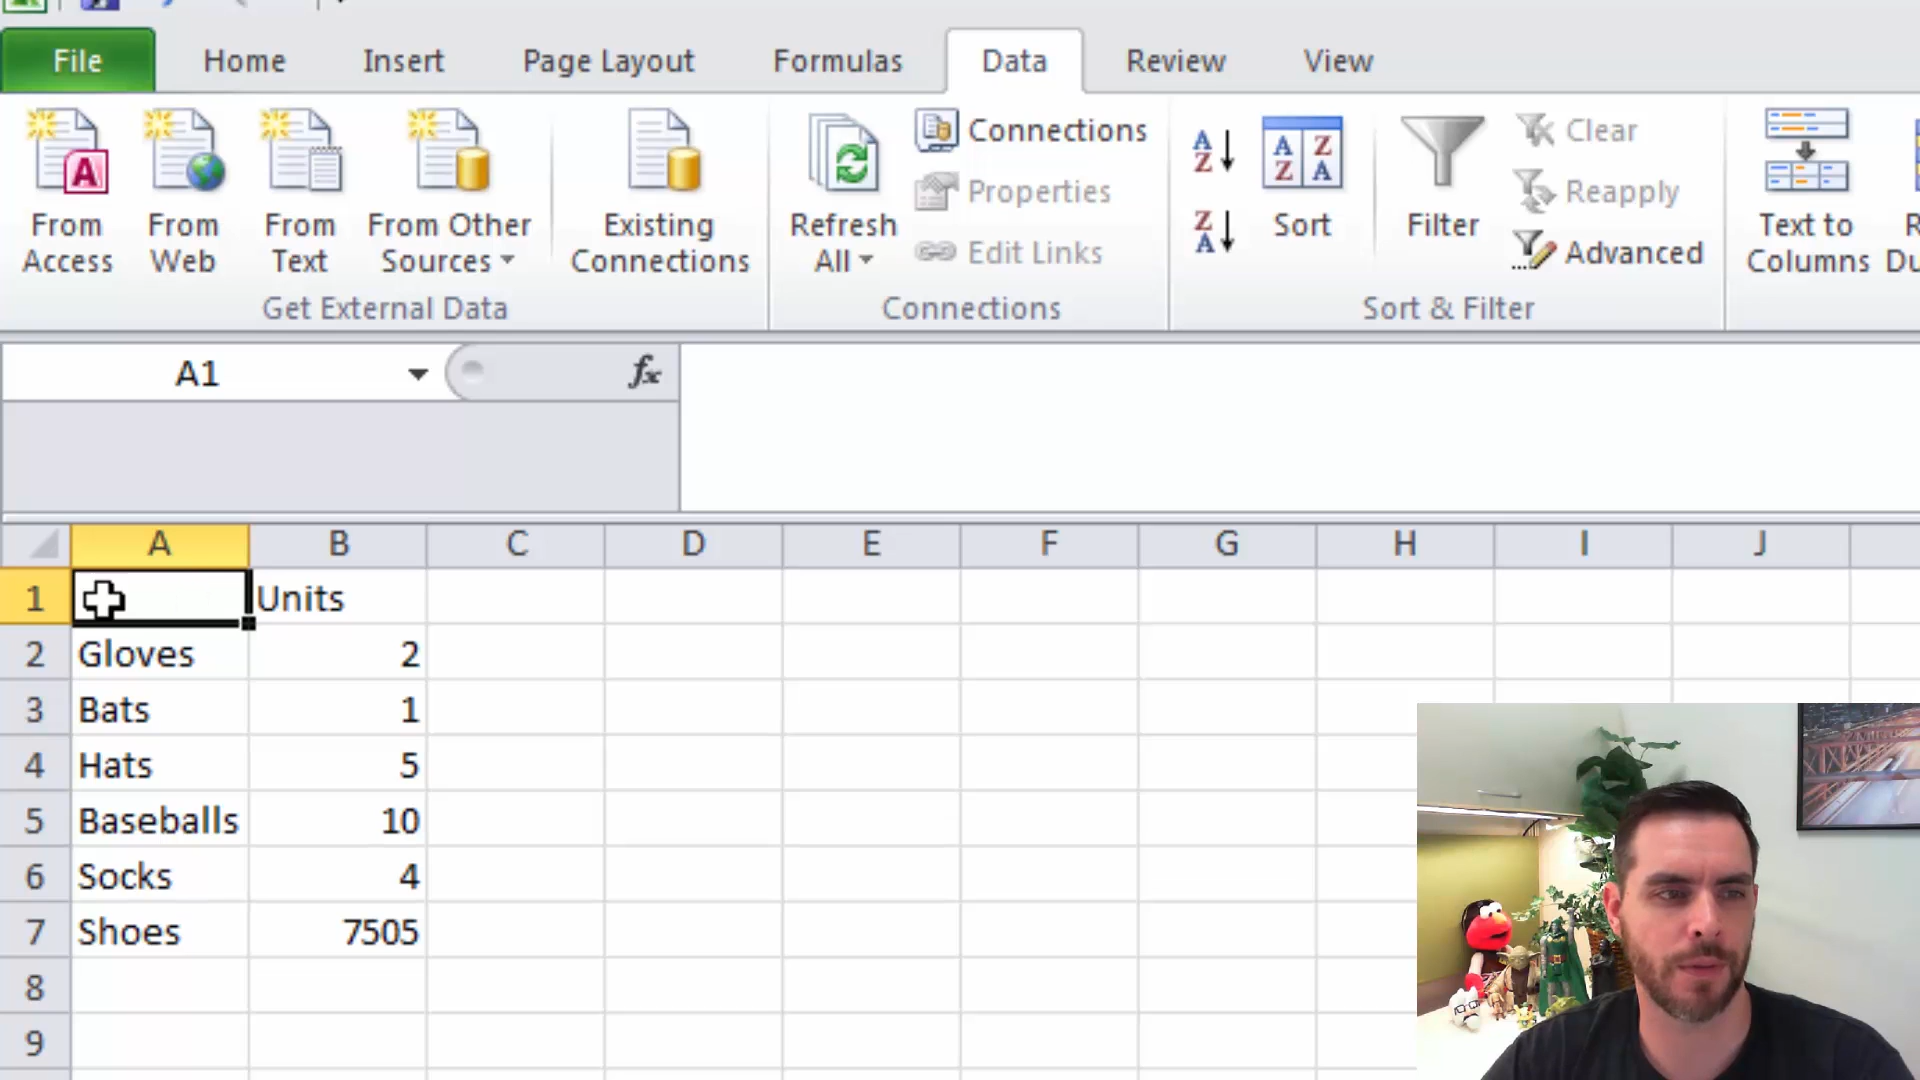 File Home Insert Page Layout Formulas Data Review View
From Access
From Web
From Text
From Other Sources
Existing Connections
Get External Data
Refresh All
Connections
Properties
Edit Links
Connections
Sort
Filter
Clear
Reapply
Advanced
Sort & Filter
Text to Columns
A1 fx
A B C D E F G H I J
1 Units
2 Gloves 2
3 Bats 1
4 Hats 5
5 Baseballs 10
6 Socks 4
7 Shoes 7505
8
9